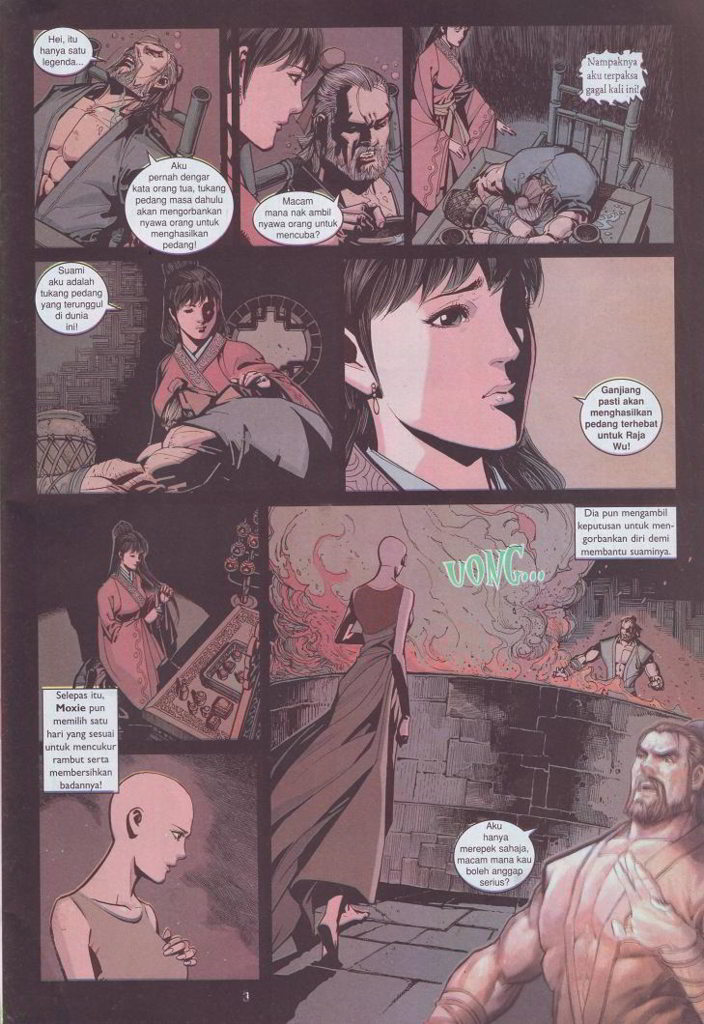 Hei, itu
hanya satu
legenda...
Aku
pernah dengar
kata orang tua, tukang
pedang masa dahulu
akan mengorbankan
nyawa orang untuk
menghasilkan
pedang!
Macam
mana nak ambil
nyawa orang untuk
mencuba?
Nampaknya
aku terpaksa
gagal kali ini!
Suami
aku adalah
tukang pedang
yang terunggul
di dunia
ini!
Ganjiang
pasti akan
menghasilkan
pedang terhebat
untuk Raja
Wu!
Selepas itu,
Moxie pun
memilih satu
hari yang sesuai
untuk mencukur
rambut serta
membersihkan
badannya!
Dia pun mengambil
keputusan untuk men-
gorbankan diri demi
membantu suaminya.
UONG...
Aku
hanya
merepek sahaja,
macam mana kau
boleh anggap
serius?
3